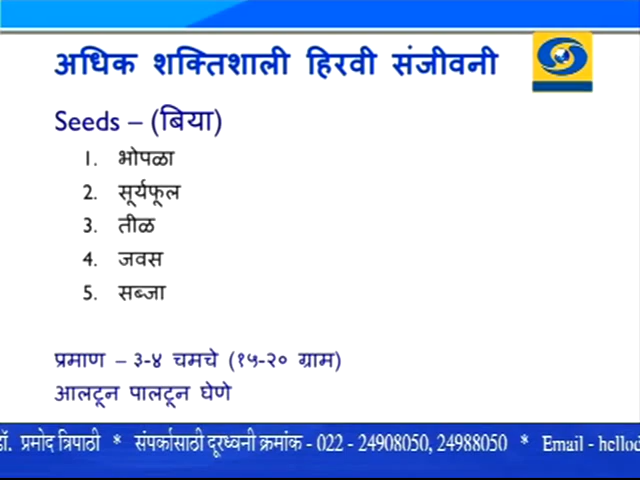 अधिक शक्तिशाली हिरवी संजीवनी
Seeds – (बिया)
1. भोपळा
2. सूर्यफूल
3. तीळ
4. जवस
5. सब्जा
प्रमाण – ३-४ चमचे (१५-२० ग्राम)
आलटून पालटून घेणे
डॉ. प्रमोद त्रिपाठी * संपर्कासाठी दूरध्वनी क्रमांक - 022 - 24908050, 24988050 * Email - hellod